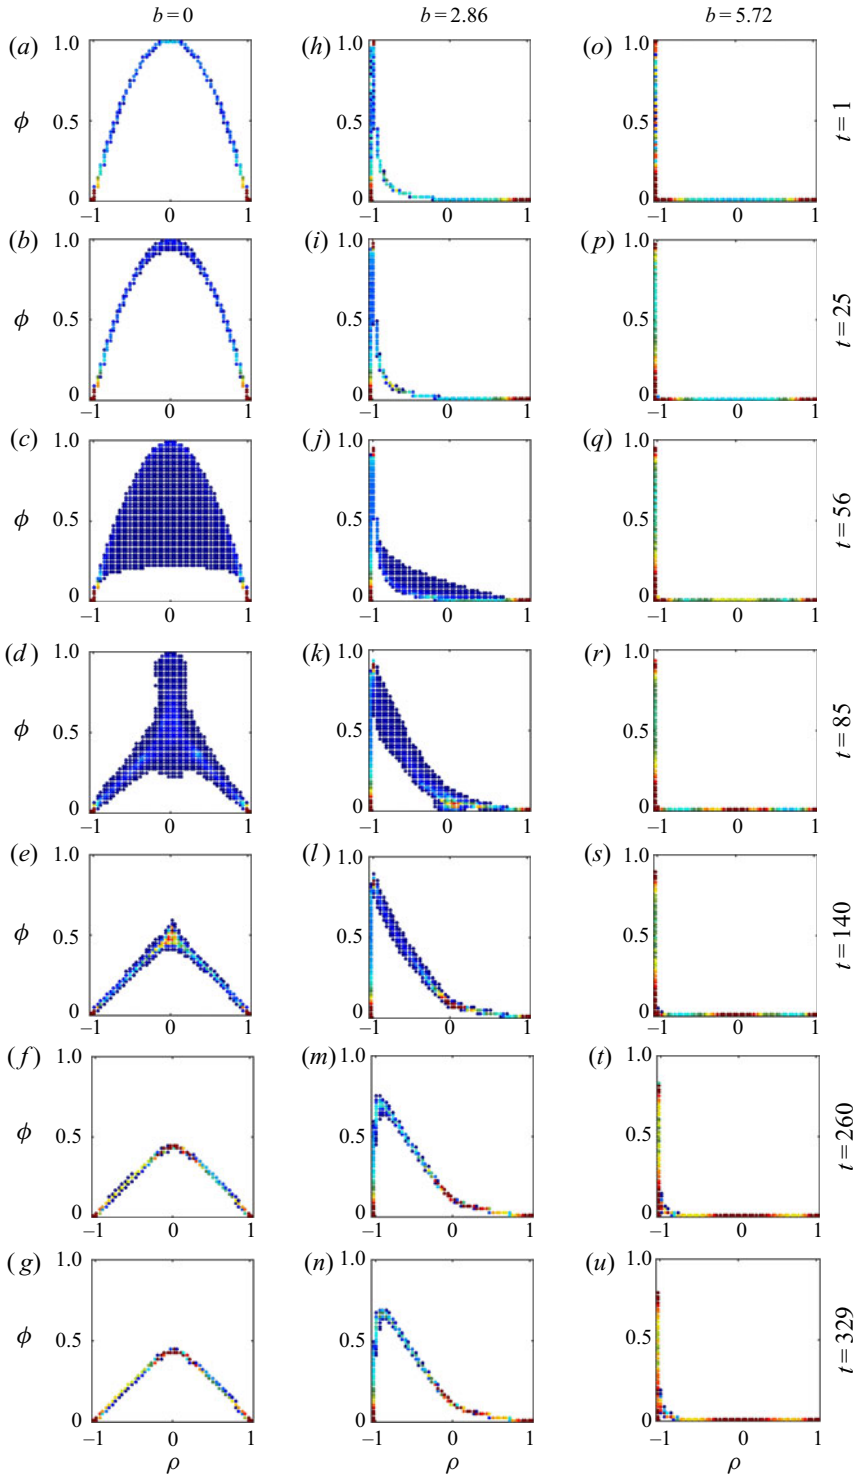 b = 0 b = 2.86 b = 5.72
(a) 1.0 (h) 1.0 (o) 1.0
ϕ 0.5 0.5 0.5 t = 1
0 0 0
–1 0 1 –1 0 1 –1 0 1
(b) 1.0 (i) 1.0 (p) 1.0
ϕ 0.5 0.5 0.5 t = 25
0 0 0
–1 0 1 –1 0 1 –1 0 1
(c) 1.0 (j) 1.0 (q) 1.0
ϕ 0.5 0.5 0.5 t = 56
0 0 0
–1 0 1 –1 0 1 –1 0 1
(d) 1.0 (k) 1.0 (r) 1.0
ϕ 0.5 0.5 0.5 t = 85
0 0 0
–1 0 1 –1 0 1 –1 0 1
(e) 1.0 (l) 1.0 (s) 1.0
ϕ 0.5 0.5 0.5 t = 140
0 0 0
–1 0 1 –1 0 1 –1 0 1
(f) 1.0 (m) 1.0 (t) 1.0
ϕ 0.5 0.5 0.5 t = 260
0 0 0
–1 0 1 –1 0 1 –1 0 1
(g) 1.0 (n) 1.0 (u) 1.0
ϕ 0.5 0.5 0.5 t = 329
0 0 0
–1 0 1 –1 0 1 –1 0 1
ρ ρ ρ